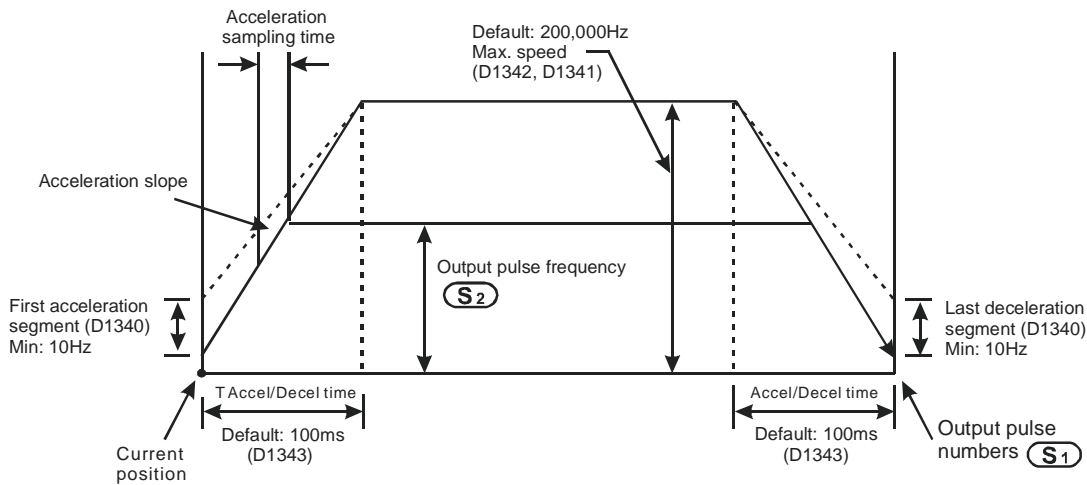 Acceleration
sampling time
Default: 200,000Hz
Max. speed
(D1342, D1341)
Acceleration slope
Output pulse frequency
S2
First acceleration
segment (D1340)
Min: 10Hz
Last deceleration
segment (D1340)
Min: 10Hz
T Accel/Decel time
Accel/Decel time
Default: 100ms
(D1343)
Default: 100ms
(D1343)
Current
position
Output pulse
numbers S1